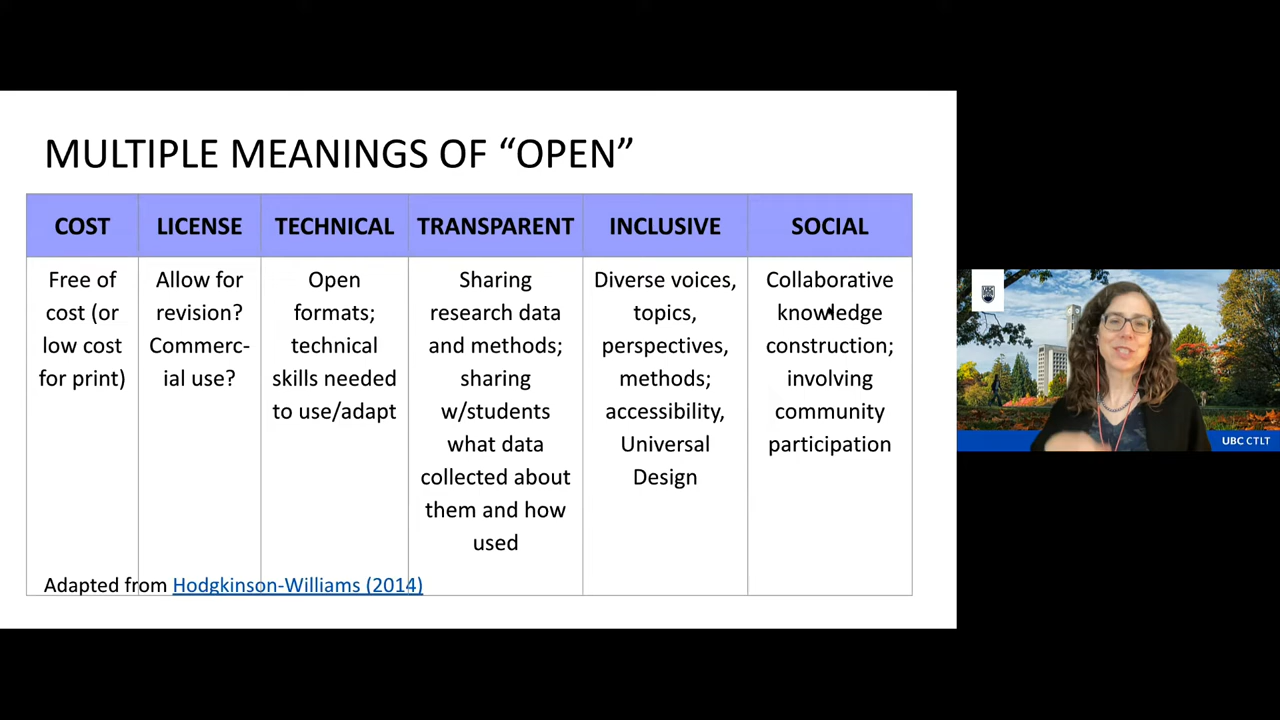 MULTIPLE MEANINGS OF “OPEN”
COST
LICENSE
TECHNICAL
TRANSPARENT
INCLUSIVE
SOCIAL
Free of
cost (or
low cost
for print)
Allow for
revision?
Commerc-
ial use?
Open
formats;
technical
skills needed
to use/adapt
Sharing
research data
and methods;
sharing
w/students
what data
collected about
them and how
used
Diverse voices,
topics,
perspectives,
methods;
accessibility,
Universal
Design
Collaborative
knowledge
construction;
involving
community
participation
Adapted from Hodgkinson-Williams (2014)
UBC
UBC CTLT